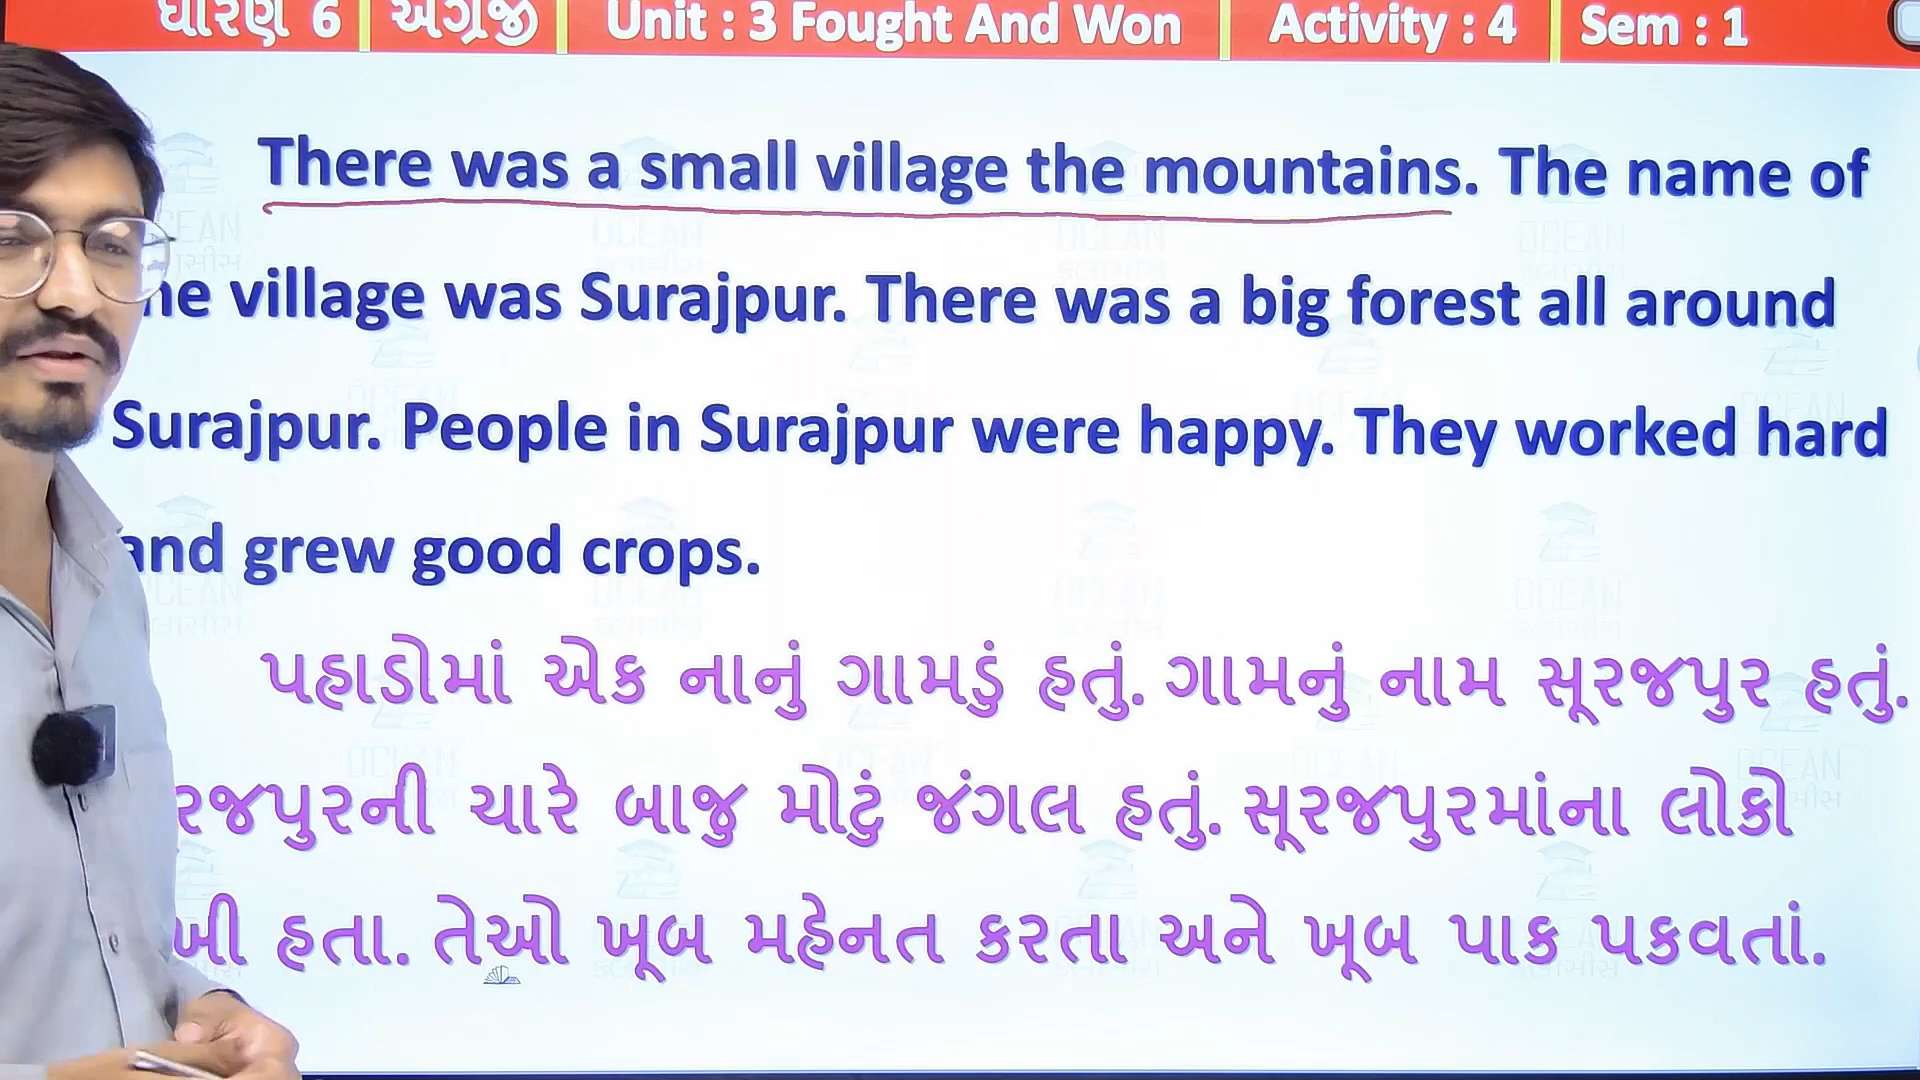 ધોરણ 6 અંગ્રેજી Unit : 3 Fought And Won Activity : 4 Sem : 1
There was a small village the mountains. The name of
he village was Surajpur. There was a big forest all around
Surajpur. People in Surajpur were happy. They worked hard
and grew good crops.
પહાડોમાં એક નાનું ગામડું હતું. ગામનું નામ સૂરજપુર હતું.
રજપુરની ચારે બાજુ મોટું જંગલ હતું. સૂરજપુરમાંના લોકો
ખી હતા. તેઓ ખૂબ મહેનત કરતા અને ખૂબ પાક પકવતાં.